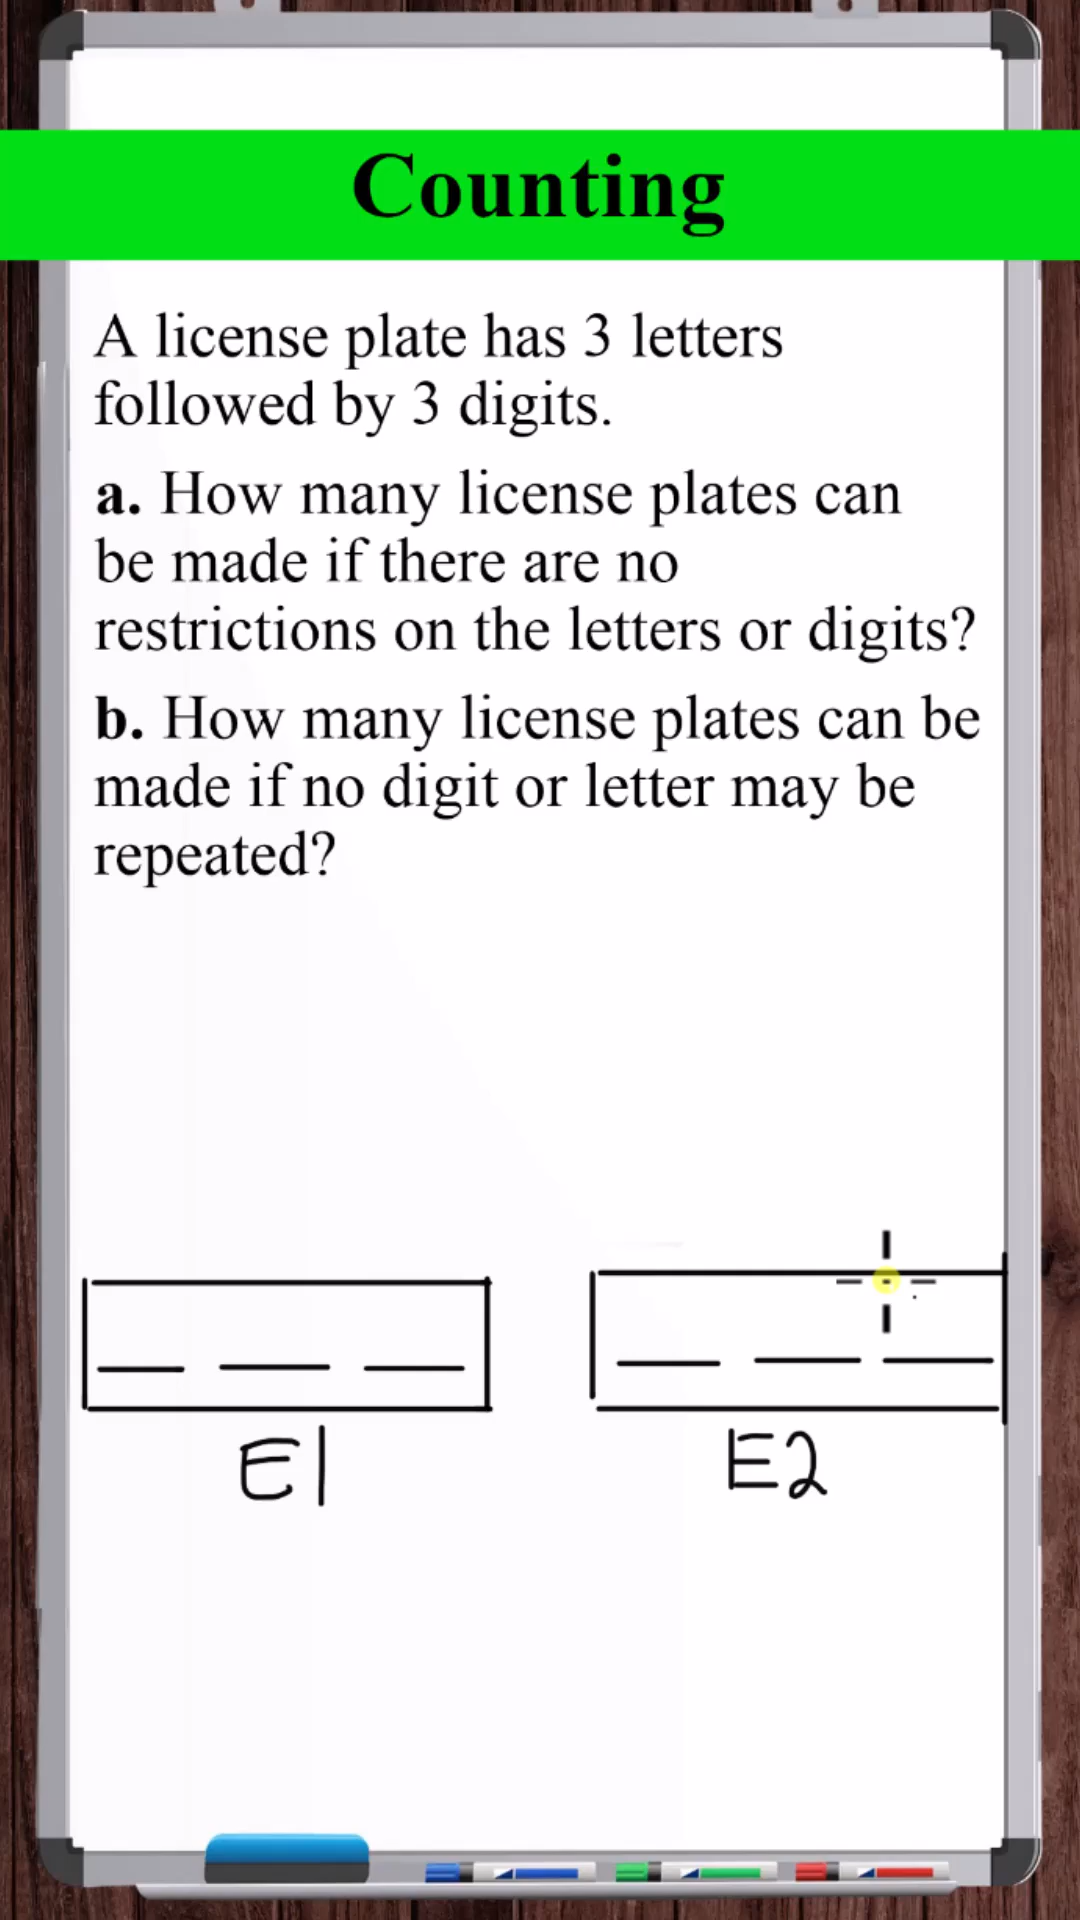 Counting
A license plate has 3 letters
followed by 3 digits.
a. How many license plates can
be made if there are no
restrictions on the letters or digits?
b. How many license plates can be
made if no digit or letter may be
repeated?
E1 E2